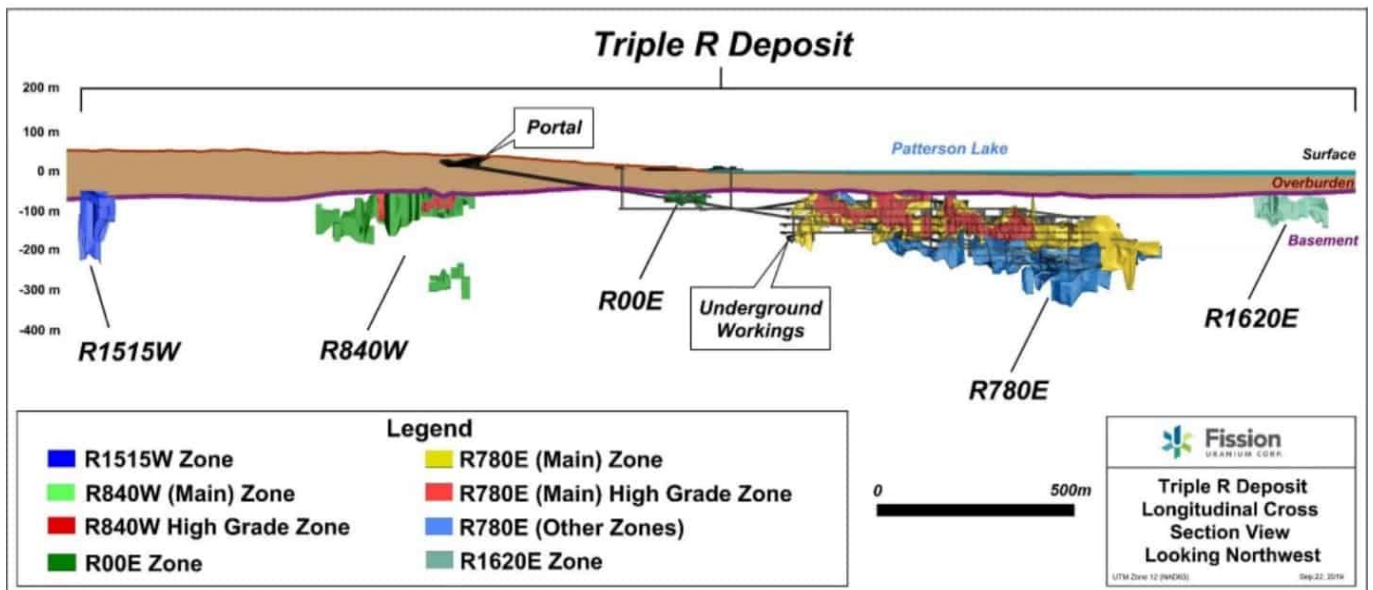 Triple R Deposit
200 m
100 m
0 m
-100 m
-200 m
-300 m
-400 m
Portal
Patterson Lake
Surface
Overburden
Basement
R1515W
R840W
R00E
Underground
Workings
R780E
R1620E
Legend
R1515W Zone
R840W (Main) Zone
R840W High Grade Zone
R00E Zone
R780E (Main) Zone
R780E (Main) High Grade Zone
R780E (Other Zones)
R1620E Zone
0 500m
Fission
URANIUM CORP.
Triple R Deposit
Longitudinal Cross
Section View
Looking Northwest
UTM Zone 12 (NAD83) Sep.22, 2019